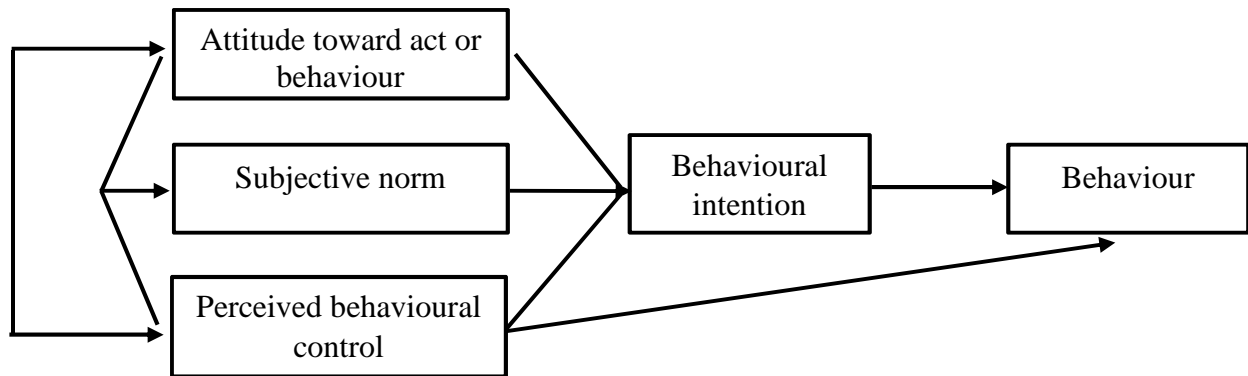 Attitude toward act or
behaviour
Subjective norm
Perceived behavioural
control
Behavioural
intention
Behaviour